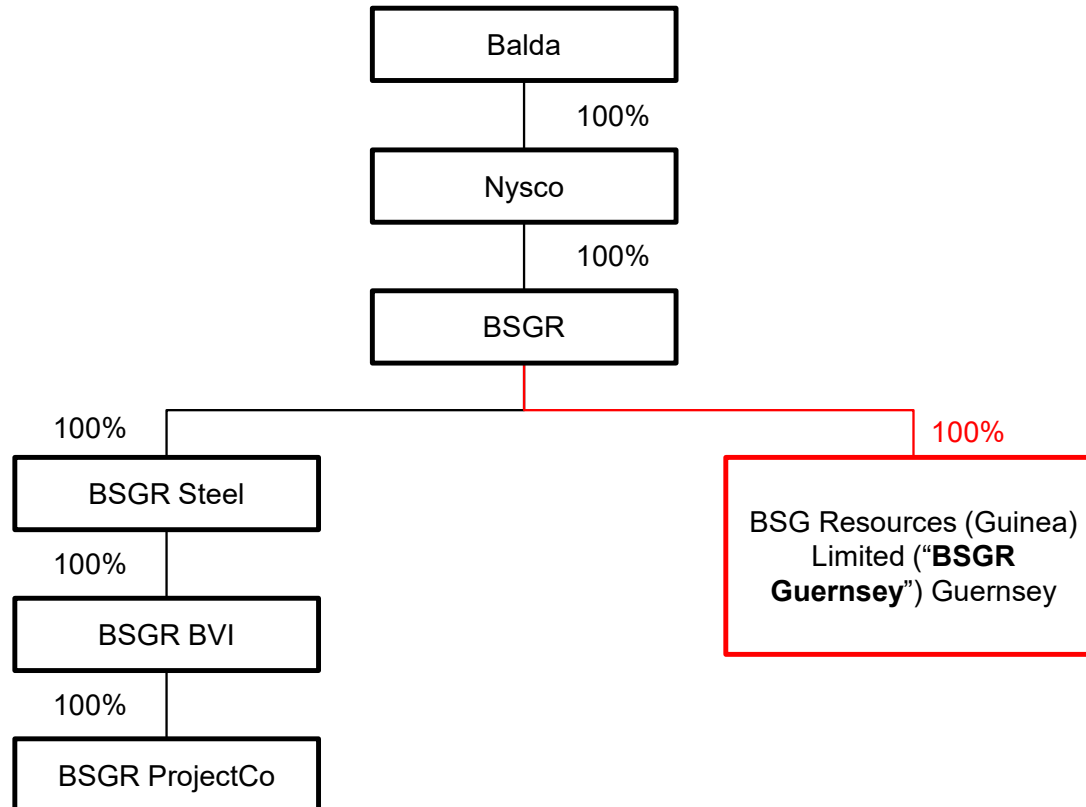 Balda
100%
Nysco
100%
BSGR
100%
100%
BSGR Steel
BSG Resources (Guinea)
Limited (“BSGR
Guernsey”) Guernsey
100%
BSGR BVI
100%
BSGR ProjectCo